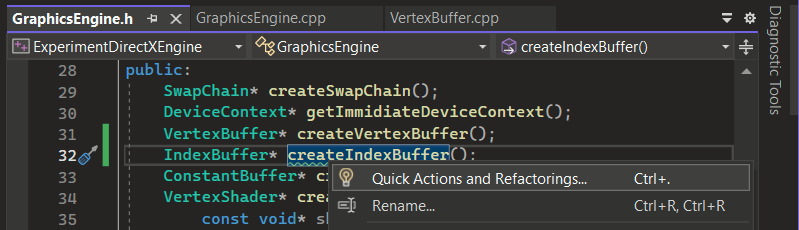 GraphicsEngine.h GraphicsEngine.cpp VertexBuffer.cpp
ExperimentDirectXEngine GraphicsEngine createIndexBuffer()
28 public:
29 SwapChain* createSwapChain();
30 DeviceContext* getImmidiateDeviceContext();
31 VertexBuffer* createVertexBuffer();
32 IndexBuffer* createIndexBuffer();
33 ConstantBuffer*
34 VertexShader*
35 const void*
Quick Actions and Refactorings... Ctrl+.
Rename... Ctrl+R, Ctrl+R
Diagnostic Tools